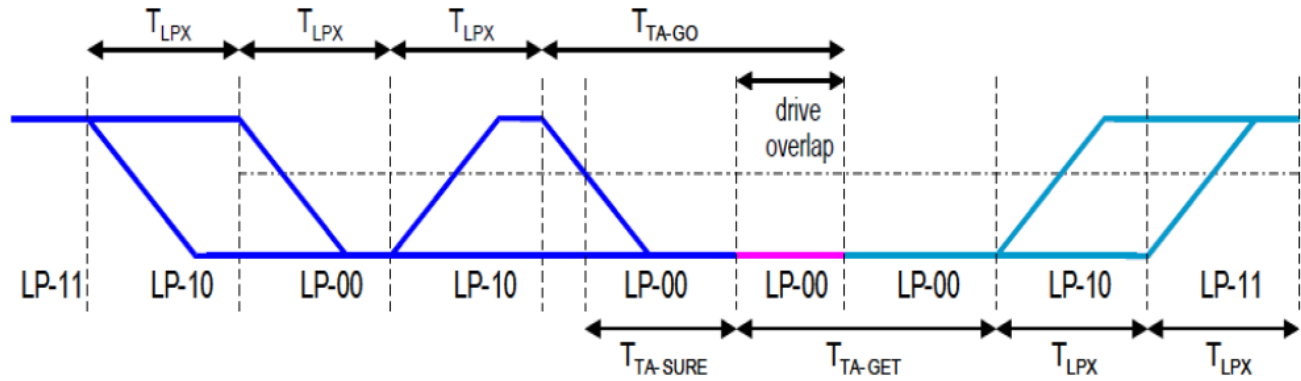 TLPX TLPX TLPX TTA-GO
drive
overlap
LP-11 LP-10 LP-00 LP-10 LP-00 LP-00 LP-00 LP-10 LP-11
TTA-SURE TTA-GET TLPX TLPX